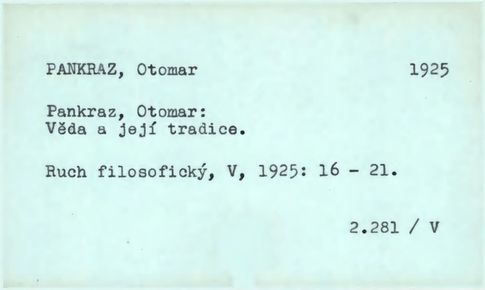 PANKRAZ, Otomar 1925
Pankraz, Otomar:
Věda a její tradice.
Ruch filosofický, V, 1925: 16 - 21.
2.281 / V